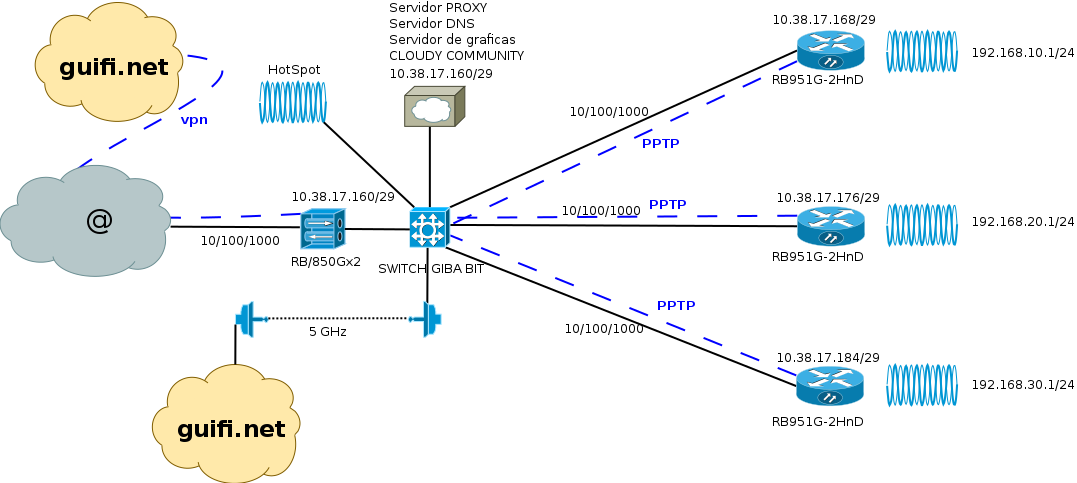 Servidor PROXY
Servidor DNS
Servidor de graficas
CLOUDY COMMUNITY
10.38.17.160/29
10.38.17.168/29
guifi.net
HotSpot
192.168.10.1/24
RB951G-2HnD
vpn
10/100/1000
PPTP
10.38.17.160/29
10.38.17.176/29
@
10/100/1000
PPTP
192.168.20.1/24
10/100/1000
RB/850Gx2
SWITCH GIBA BIT
RB951G-2HnD
PPTP
5 GHz
10/100/1000
10.38.17.184/29
192.168.30.1/24
guifi.net
RB951G-2HnD